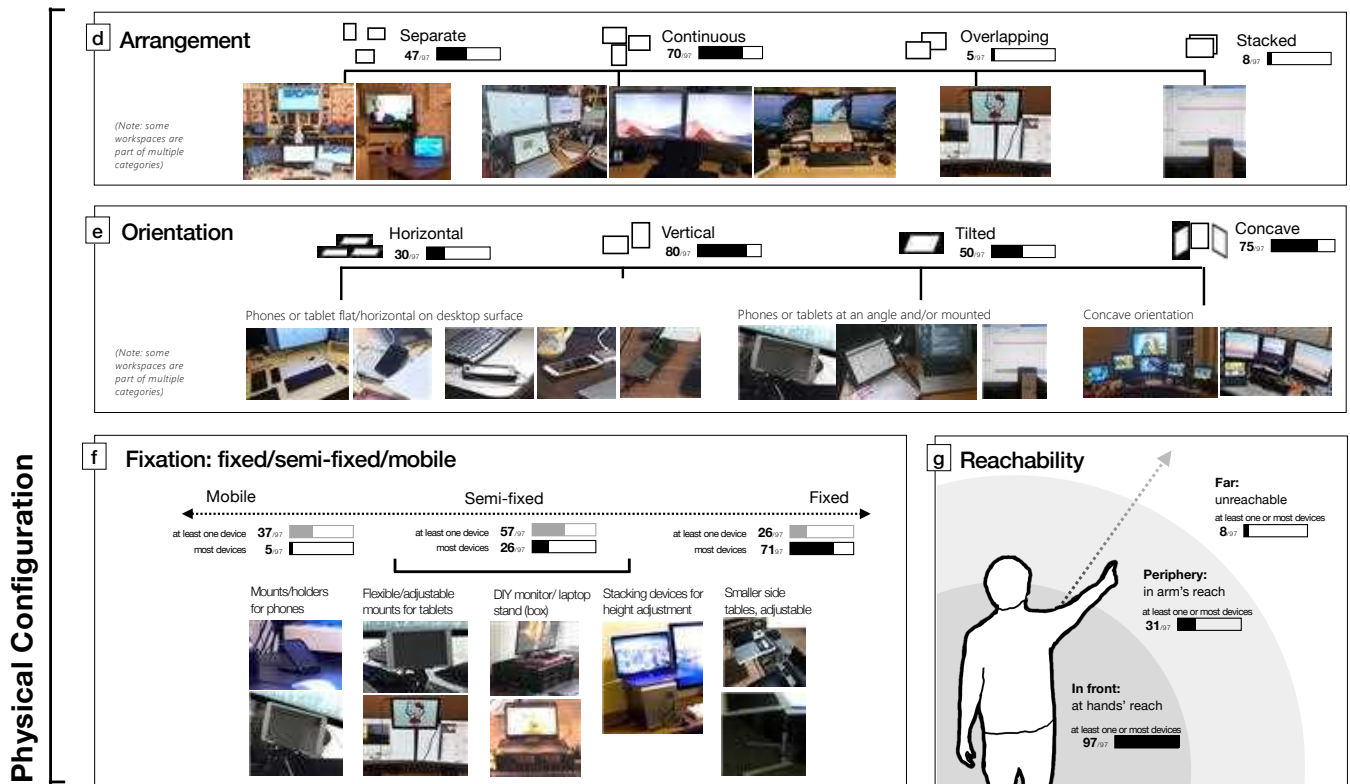 Physical Configuration
d Arrangement
Separate
47/97
Continuous
70/97
Overlapping
5/97
Stacked
8/97
(Note: some
workspaces are
part of multiple
categories)
e Orientation
Horizontal
30/97
Vertical
80/97
Tilted
50/97
Concave
75/97
Phones or tablet flat/horizontal on desktop surface
Phones or tablets at an angle and/or mounted
Concave orientation
(Note: some
workspaces are
part of multiple
categories)
f Fixation: fixed/semi-fixed/mobile
Mobile
at least one device 37/97
most devices 5/97
Semi-fixed
at least one device 57/97
most devices 26/97
Fixed
at least one device 26/97
most devices 71/97
Mounts/holders
for phones
Flexible/adjustable
mounts for tablets
DIY monitor/ laptop
stand (box)
Stacking devices for
height adjustment
Smaller side
tables, adjustable
g Reachability
Far:
unreachable
at least one or most devices
8/97
Periphery:
in arm's reach
at least one or most devices
31/97
In front:
at hands' reach
at least one or most devices
97/97